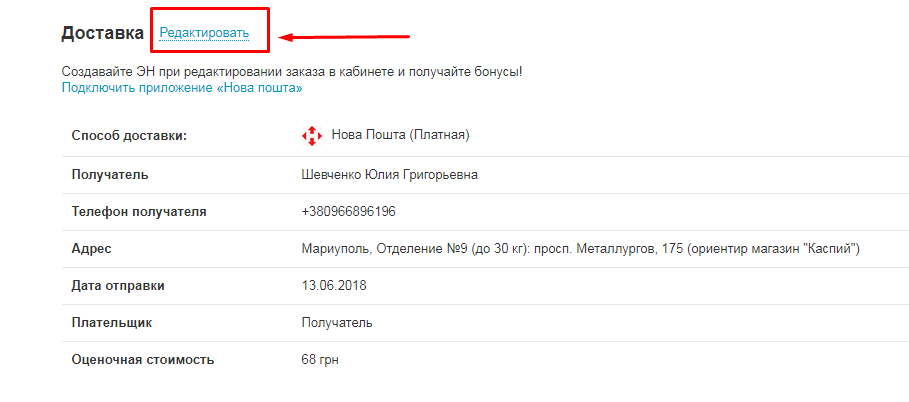 Доставка Редактировать
Создавайте ЭН при редактировании заказа в кабинете и получайте бонусы!
Подключить приложение «Нова пошта»
Способ доставки: Нова Пошта (Платная)
Получатель Шевченко Юлия Григорьевна
Телефон получателя +380966896196
Адрес Мариуполь, Отделение №9 (до 30 кг): просп. Металлургов, 175 (ориентир магазин "Каспий")
Дата отправки 13.06.2018
Плательщик Получатель
Оценочная стоимость 68 грн